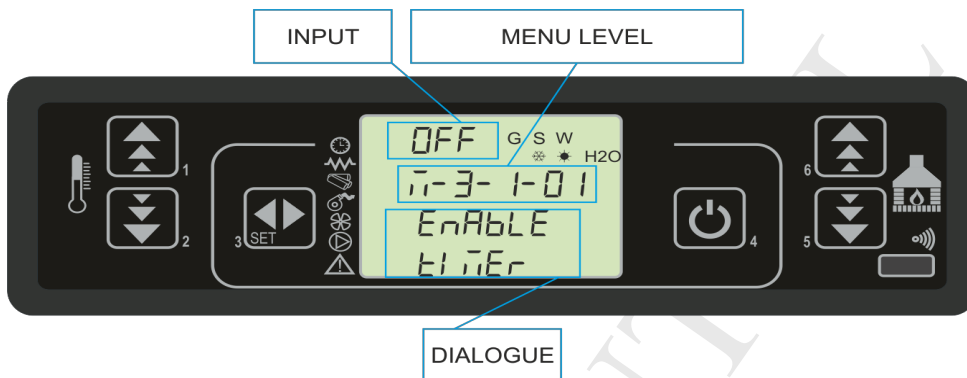 INPUT
MENU LEVEL
OFF G S W
H2O
M-3-1-01
EnAbLE
tIMEr
1
2
3 SET
4
6
5
DIALOGUE